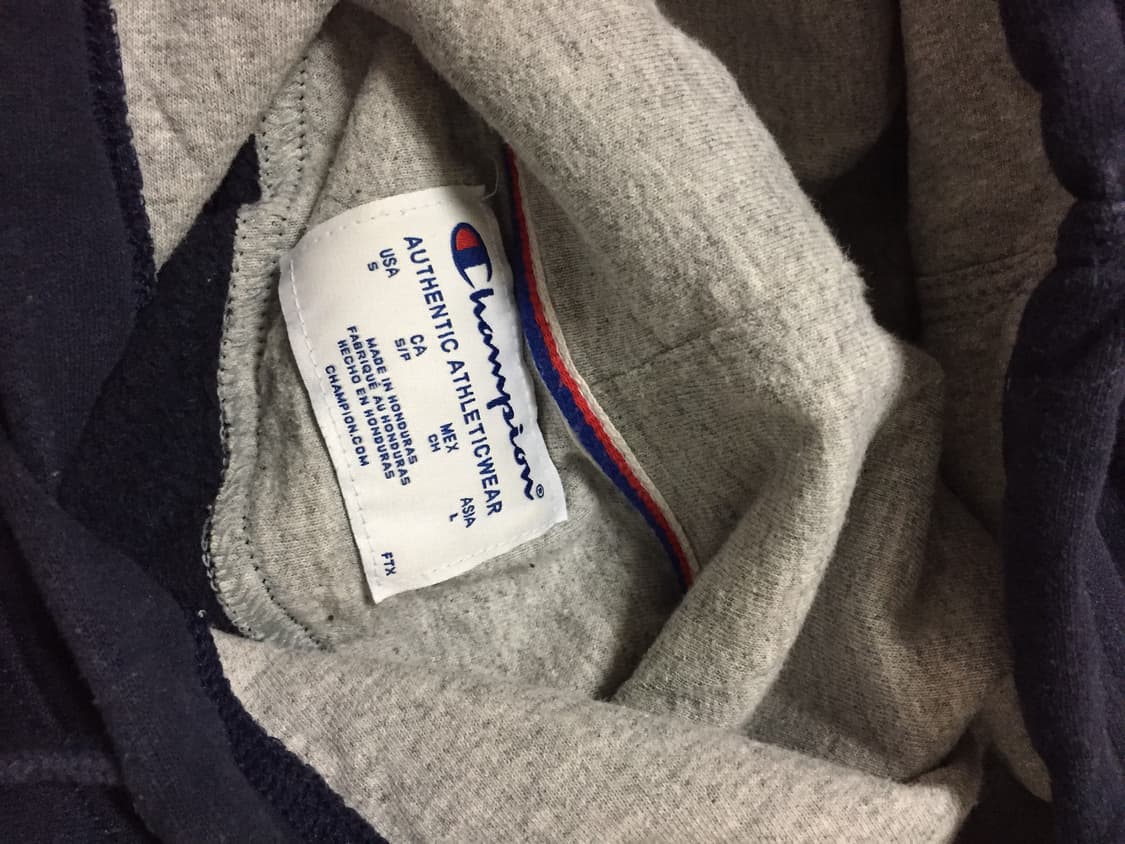 Champion®
AUTHENTIC ATHLETICWEAR
USA CA MEX ASIA
S S/P CH L
MADE IN HONDURAS
FABRIQUÉ AU HONDURAS
HECHO EN HONDURAS
CHAMPION.COM
FTX